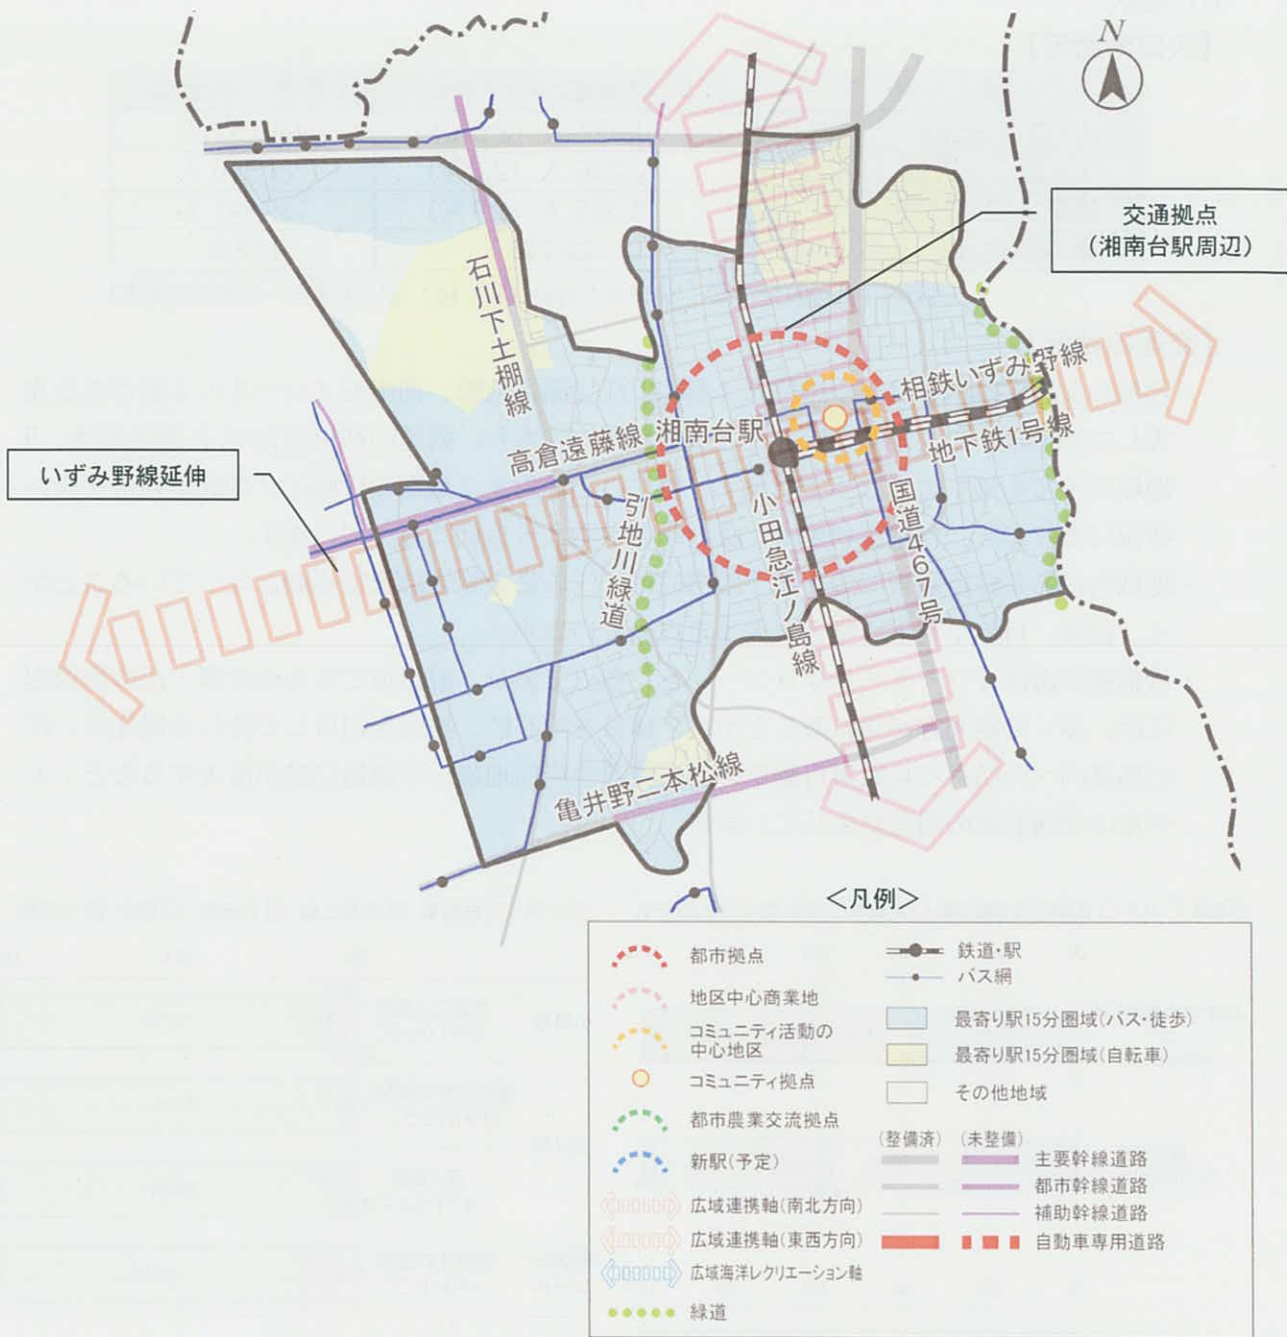 N
交通拠点
(湘南台駅周辺)
石川下土棚線
相鉄いずみ野線
湘南台駅
高倉遠藤線
地下鉄1号線
いずみ野線延伸
引地川緑道
小田急江ノ島線
国道467号
亀井野二本松線
<凡例>
都市拠点
地区中心商業地
コミュニティ活動の
中心地区
コミュニティ拠点
都市農業交流拠点
新駅(予定)
広域連携軸(南北方向)
広域連携軸(東西方向)
広域海洋レクリエーション軸
緑道
鉄道・駅
バス網
最寄り駅15分圏域(バス・徒歩)
最寄り駅15分圏域(自転車)
その他地域
(整備済) (未整備)
主要幹線道路
都市幹線道路
補助幹線道路
自動車専用道路